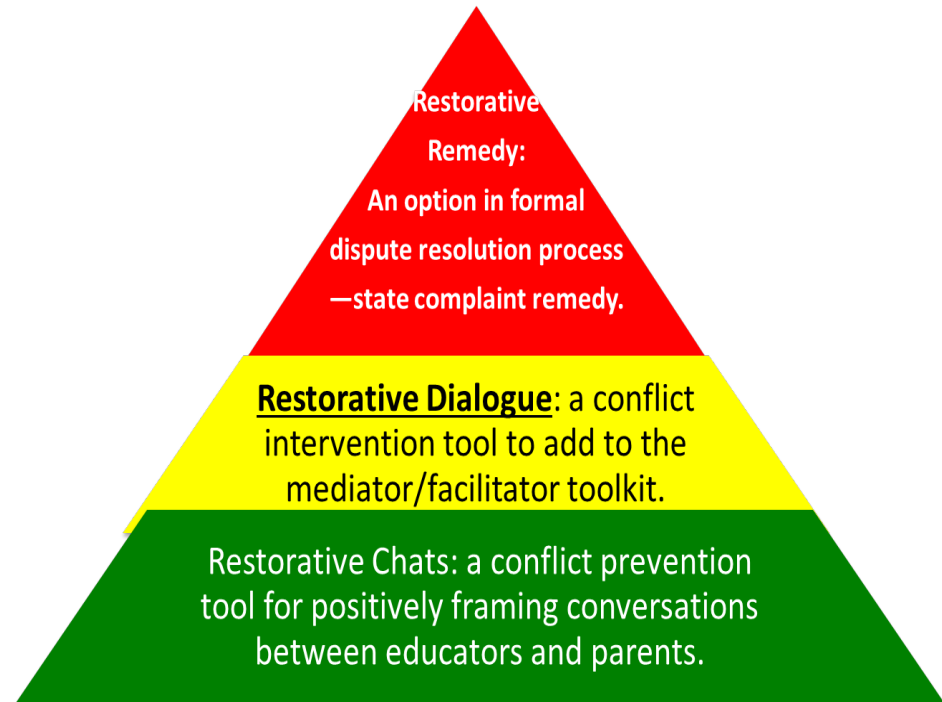 Restorative
Remedy:
An option in formal
dispute resolution process
—state complaint remedy.
Restorative Dialogue: a conflict
intervention tool to add to the
mediator/facilitator toolkit.
Restorative Chats: a conflict prevention
tool for positively framing conversations
between educators and parents.